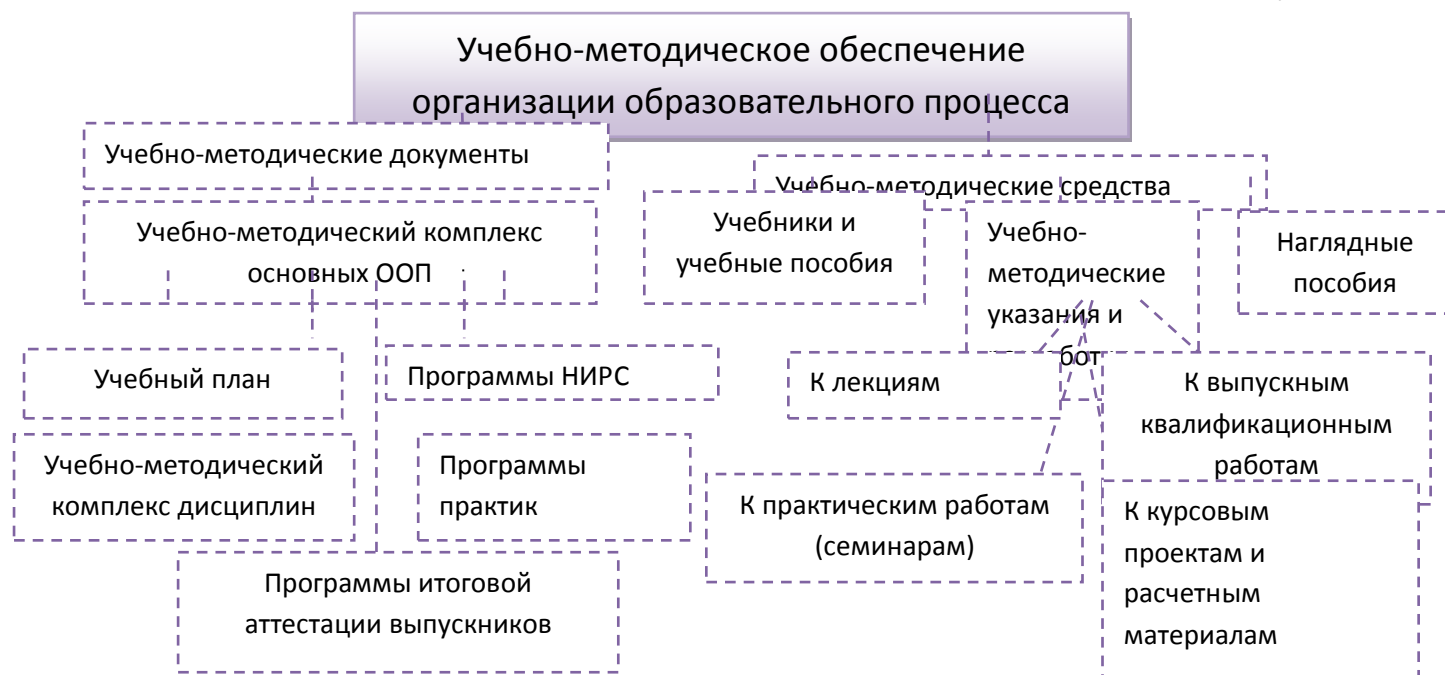 Учебно-методическое обеспечение
организации образовательного процесса
Учебно-методические документы
Учебно-методические средства
Учебно-методический комплекс
основных ООП
Учебники и
учебные пособия
Учебно-
методические
указания и
Наглядные
пособия
Учебный план
Программы НИРС
К лекциям
К выпускным
квалификационным
работам
Учебно-методический
комплекс дисциплин
Программы
практик
К практическим работам
(семинарам)
К курсовым
проектам и
расчетным
материалам
Программы итоговой
аттестации выпускников